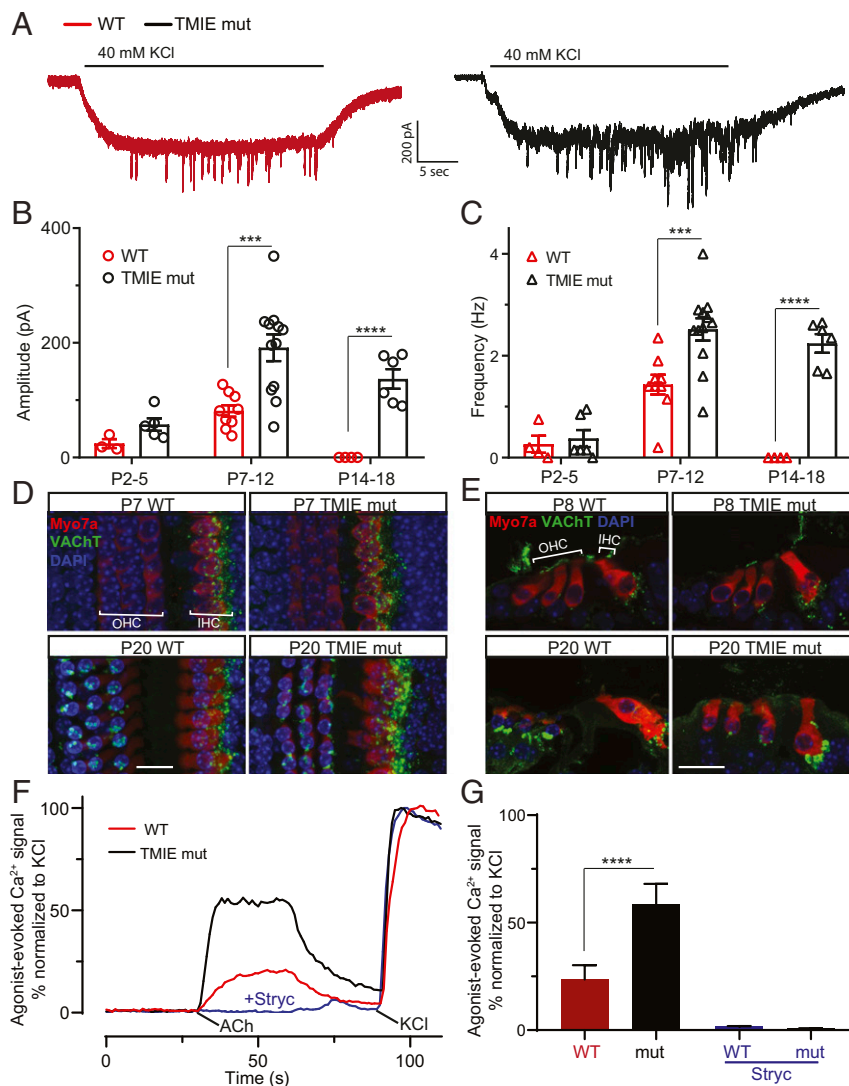 A
WT TMIE mut
40 mM KCl
40 mM KCl
200 pA
5 sec
B
C
400
200
0
Amplitude (pA)
WT
TMIE mut
***
****
P2-5 P7-12 P14-18
4
2
0
Frequency (Hz)
WT
TMIE mut
***
****
P2-5 P7-12 P14-18
D
P7 WT P7 TMIE mut
Myo7a
VAChT
DAPI
OHC IHC
P20 WT P20 TMIE mut
E
P8 WT P8 TMIE mut
Myo7a VAChT DAPI
OHC IHC
P20 WT P20 TMIE mut
F
Agonist-evoked Ca²⁺ signal
% normalized to KCl
100
50
0
WT
TMIE mut
+Stryc
ACh
KCl
0 50 100
Time (s)
G
Agonist-evoked Ca²⁺ signal
% normalized to KCl
100
50
0
****
WT mut WT mut
Stryc